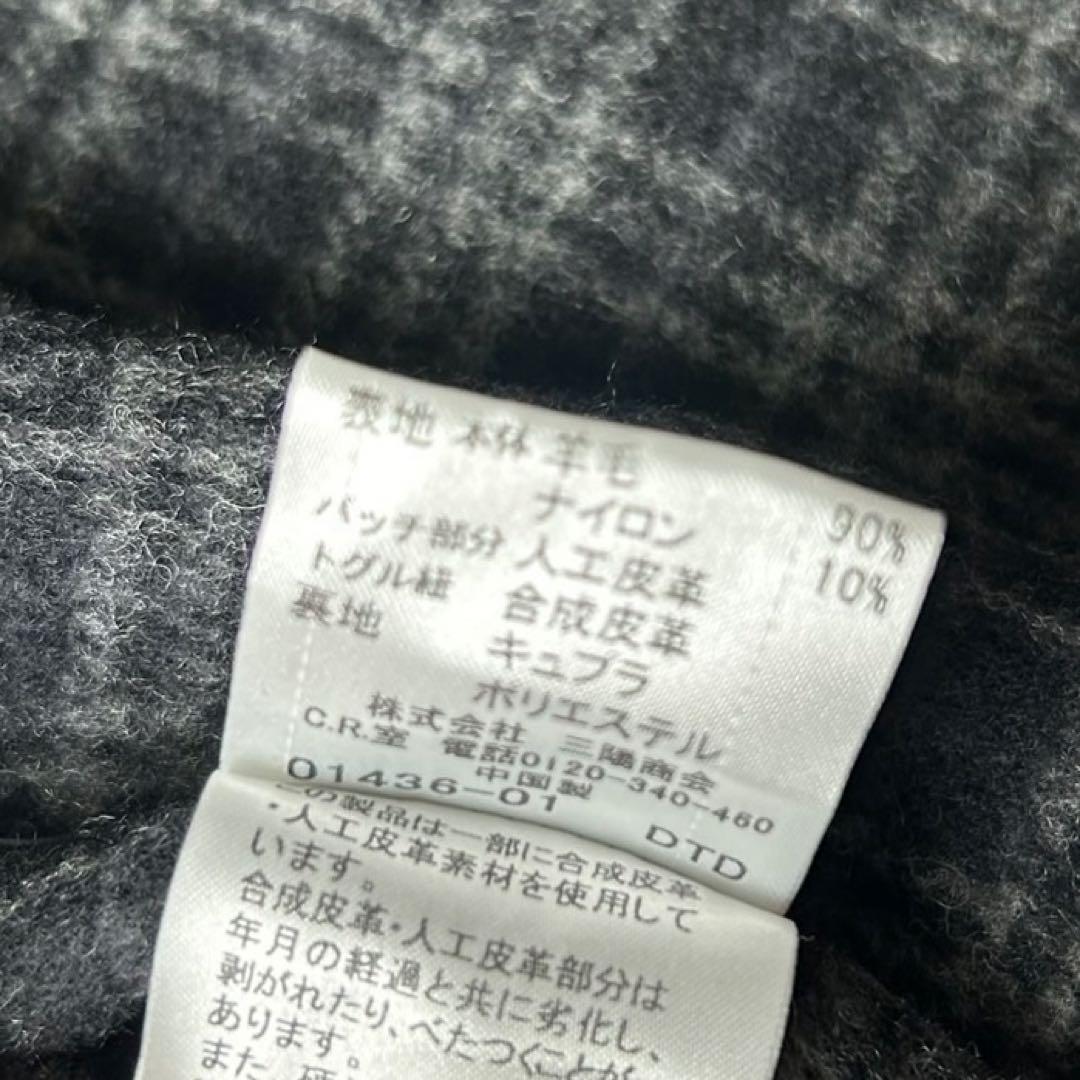 表地 本体 羊毛 90%
ナイロン 10%
パッチ部分 人工皮革
トグル紐 合成皮革
裏地 キュプラ
ポリエステル
株式会社 三陽商会
C.R.室 電話0120-340-460
中国製
01436-01 DTD
この製品は一部に合成皮革
・人工皮革素材を使用して
います。
合成皮革・人工皮革部分は
年月の経過と共に劣化し、
剥がれたり、べたつくことが
あります。
また、硬